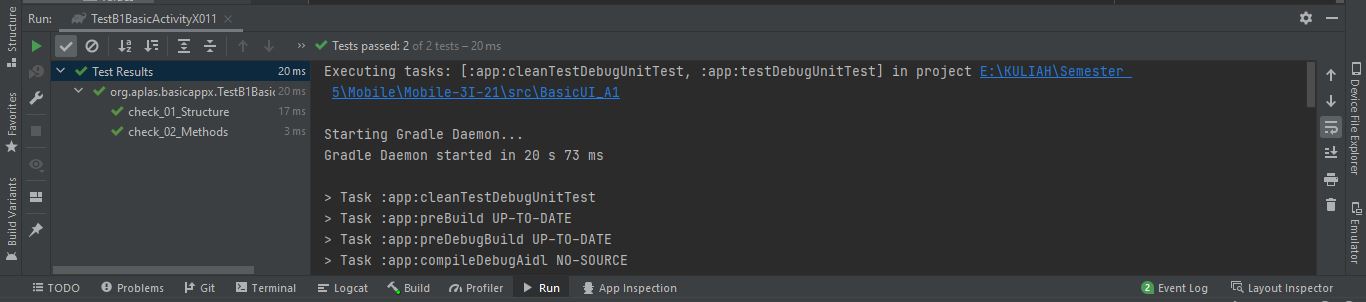 Run: TestB1BasicActivityX011
Tests passed: 2 of 2 tests – 20 ms
Test Results 20 ms
org.aplas.basicappx.TestB1Basic 20 ms
check_01_Structure 17 ms
check_02_Methods 3 ms
Executing tasks: [:app:cleanTestDebugUnitTest, :app:testDebugUnitTest] in project E:\KULIAH\Semester
5\Mobile\Mobile-3I-21\src\BasicUI_A1
Starting Gradle Daemon...
Gradle Daemon started in 20 s 73 ms
> Task :app:cleanTestDebugUnitTest
> Task :app:preBuild UP-TO-DATE
> Task :app:preDebugBuild UP-TO-DATE
> Task :app:compileDebugAidl NO-SOURCE
Structure
Favorites
Build Variants
Device File Explorer
Emulator
TODO Problems Git Terminal Logcat Build Profiler Run App Inspection 2 Event Log Layout Inspector